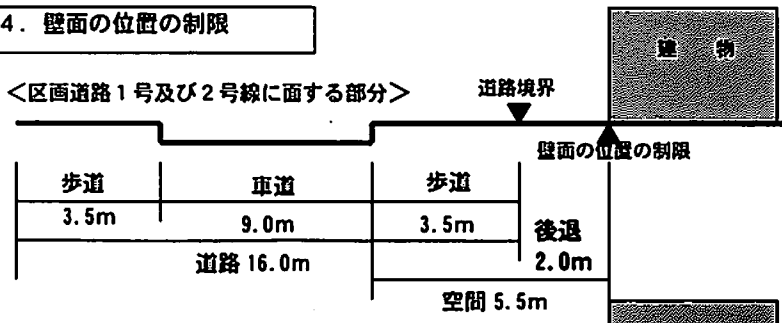 4．壁面の位置の制限
建 物
＜区画道路1号及び2号線に面する部分＞
道路境界
壁面の位置の制限
歩道 車道 歩道
3.5m 9.0m 3.5m 後退
道路 16.0m 2.0m
空間 5.5m